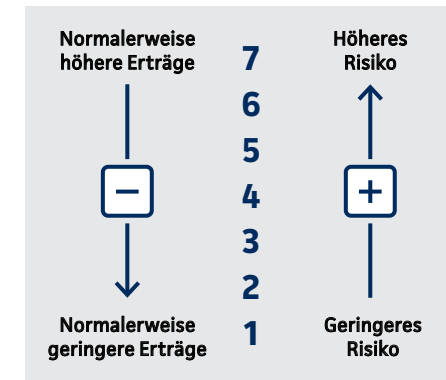 Normalerweise
höhere Erträge
7
Höheres
Risiko
6
5
−
4
+
3
2
Normalerweise
geringere Erträge
1
Geringeres
Risiko